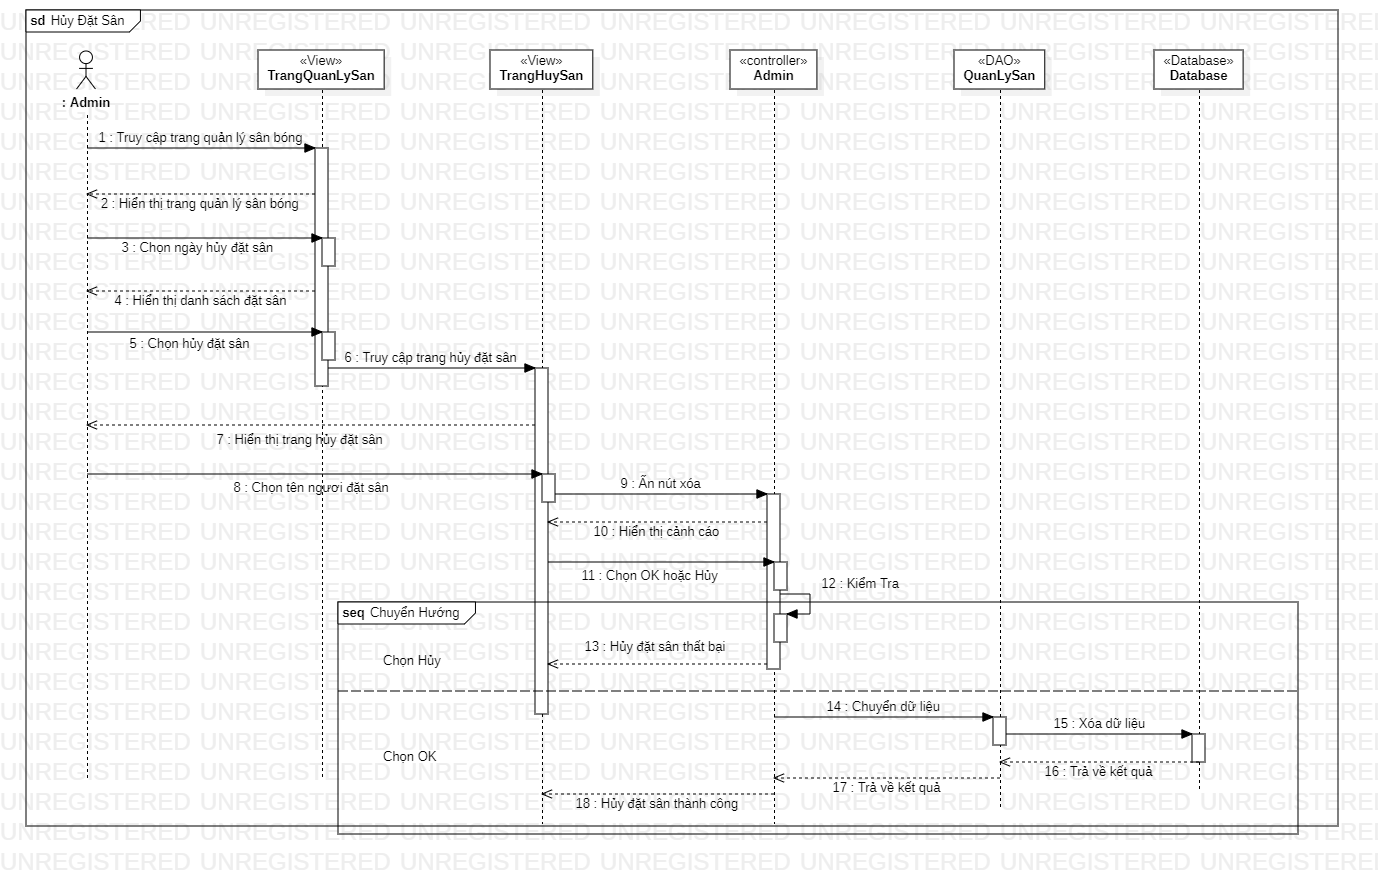 sd Hủy Đặt Sân
«View»
TrangQuanLySan
«View»
TrangHuySan
«controller»
Admin
«DAO»
QuanLySan
«Database»
Database
: Admin
1 : Truy cập trang quản lý sân bóng
2 : Hiển thị trang quản lý sân bóng
3 : Chọn ngày hủy đặt sân
4 : Hiển thị danh sách đặt sân
5 : Chọn hủy đặt sân
6 : Truy cập trang hủy đặt sân
7 : Hiển thị trang hủy đặt sân
8 : Chọn tên ngươi đặt sân
9 : Ấn nút xóa
10 : Hiển thị cảnh cáo
11 : Chọn OK hoặc Hủy
12 : Kiểm Tra
seq Chuyển Hướng
13 : Hủy đặt sân thất bại
Chọn Hủy
14 : Chuyển dữ liệu
15 : Xóa dữ liệu
Chọn OK
16 : Trả về kết quả
17 : Trả về kết quả
18 : Hủy đặt sân thành công